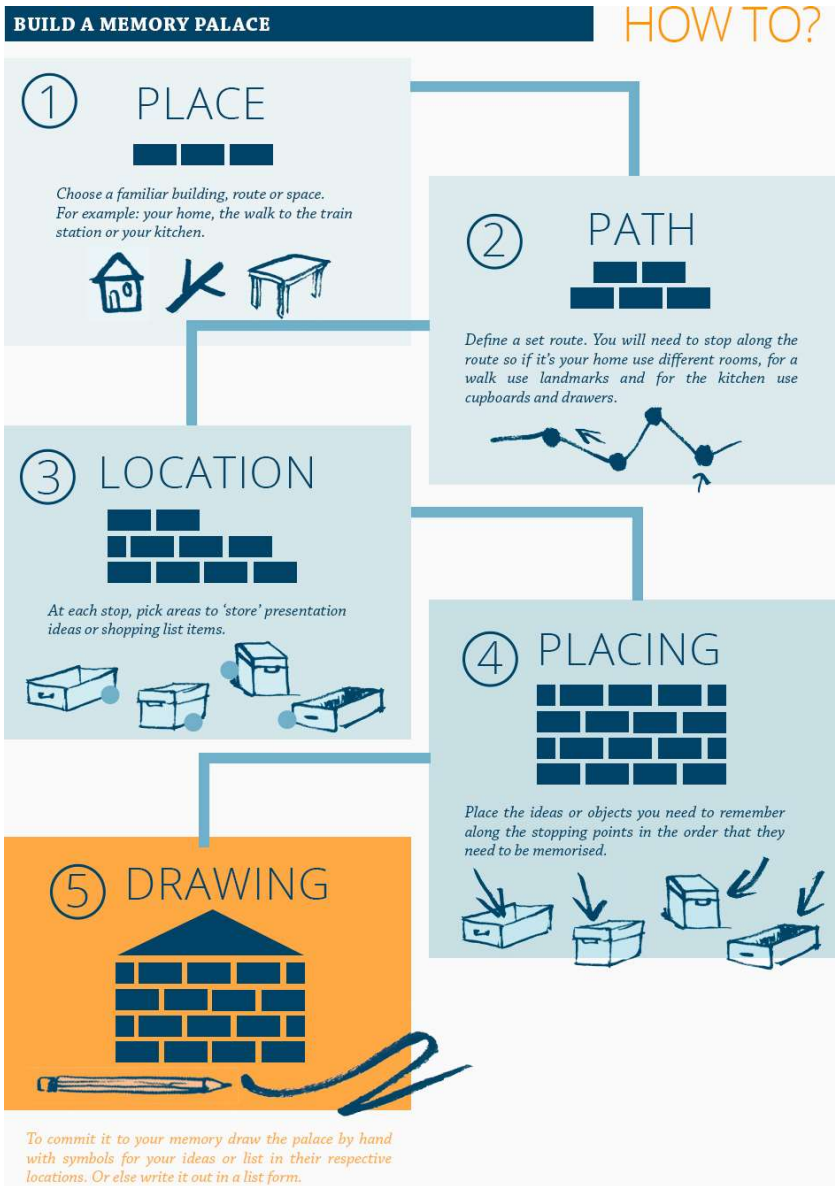 BUILD A MEMORY PALACE
HOW TO?
1
PLACE
Choose a familiar building, route or space.
For example: your home, the walk to the train
station or your kitchen.
2
PATH
Define a set route. You will need to stop along the
route so if it's your home use different rooms, for a
walk use landmarks and for the kitchen use
cupboards and drawers.
3
LOCATION
At each stop, pick areas to ‘store’ presentation
ideas or shopping list items.
4
PLACING
Place the ideas or objects you need to remember
along the stopping points in the order that they
need to be memorised.
5
DRAWING
To commit it to your memory draw the palace by hand
with symbols for your ideas or list in their respective
locations. Or else write it out in a list form.